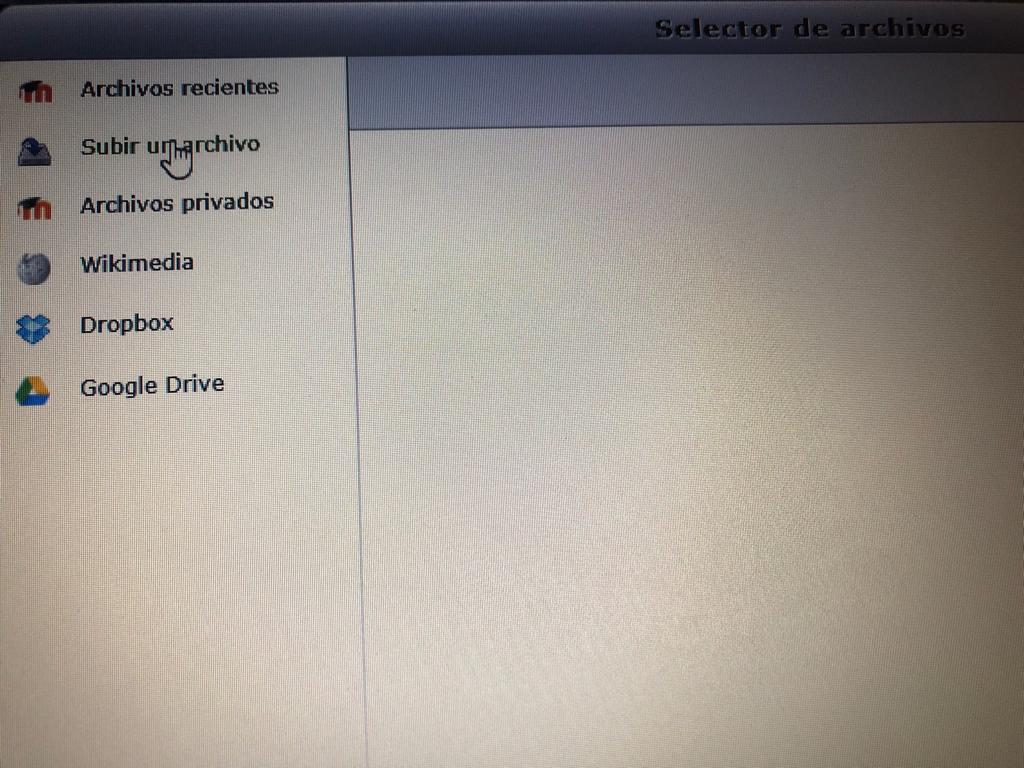 Selector de archivos
Archivos recientes
Subir un archivo
Archivos privados
Wikimedia
Dropbox
Google Drive